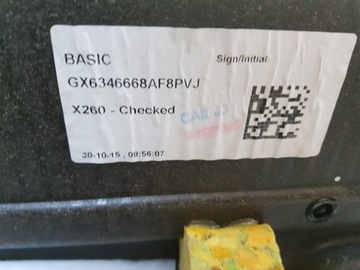 BASIC
Sign/Initial
GX6346668AF8PVJ
X260 - Checked
30-10-15 , 09:56:07